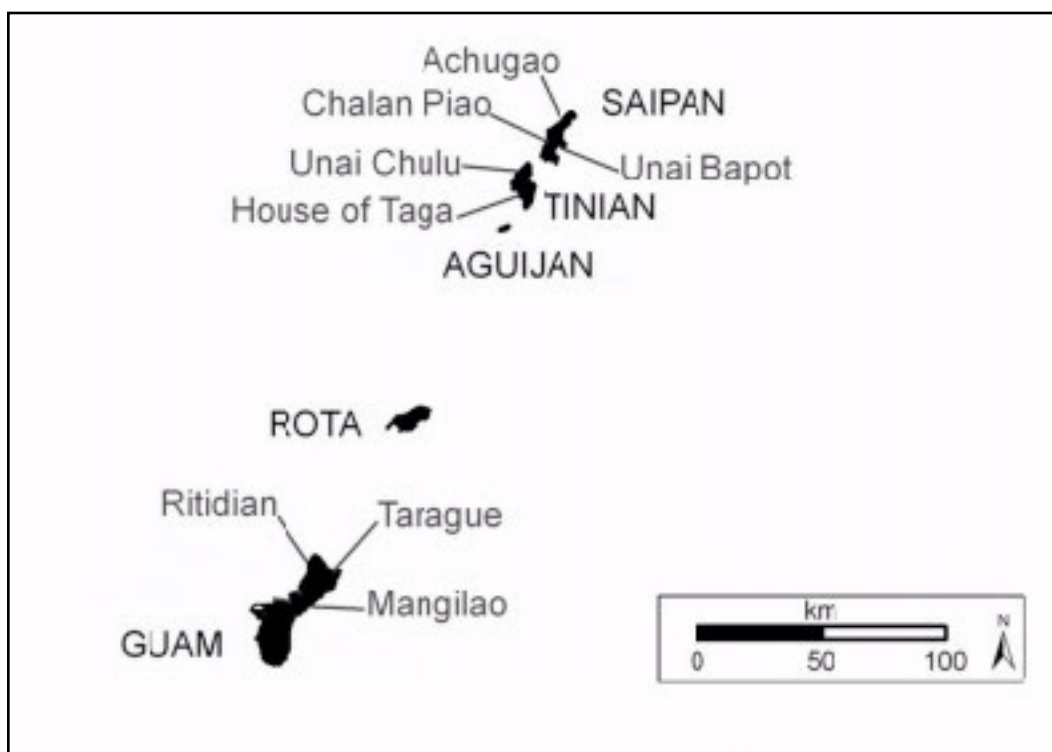 Achugao
SAIPAN
Chalan Piao
Unai Chulu
Unai Bapot
House of Taga
TINIAN
AGUIJAN
ROTA
Ritidian
Tarague
Mangilao
GUAM
km
N
0 50 100